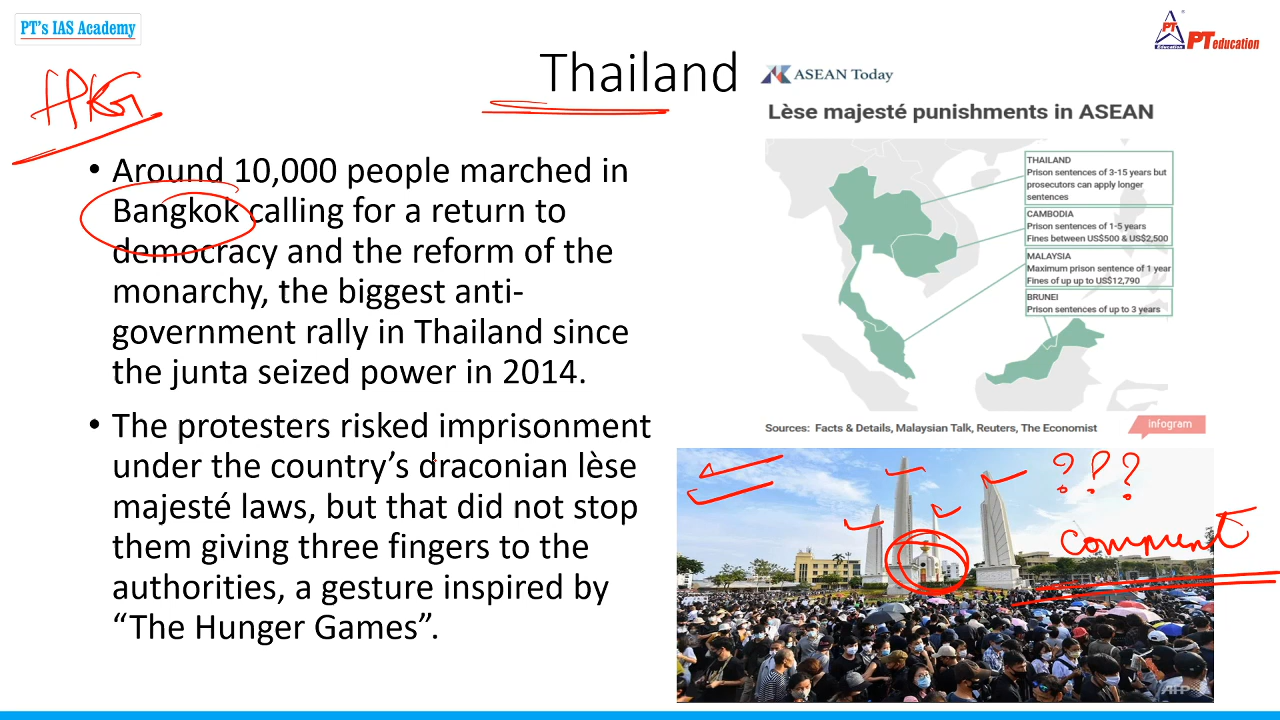 PT's IAS Academy
PT
Education
PT education
Thailand
HKG
• Around 10,000 people marched in
Bangkok calling for a return to
democracy and the reform of the
monarchy, the biggest anti-
government rally in Thailand since
the junta seized power in 2014.
• The protesters risked imprisonment
under the country's draconian lèse
majesté laws, but that did not stop
them giving three fingers to the
authorities, a gesture inspired by
“The Hunger Games”.
ASEAN Today
Lèse majesté punishments in ASEAN
THAILAND
Prison sentences of 3-15 years but
prosecutors can apply longer
sentences
CAMBODIA
Prison sentences of 1-5 years
Fines between US$500 & US$2,500
MALAYSIA
Maximum prison sentence of 1 year
Fines of up up to US$12,790
BRUNEI
Prison sentences of up to 3 years
Sources: Facts & Details, Malaysian Talk, Reuters, The Economist
infogram
???
comment
AFP